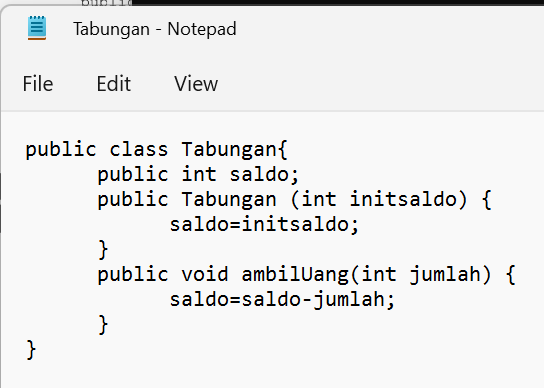 public
Tabungan - Notepad
File Edit View
public class Tabungan{
public int saldo;
public Tabungan (int initsaldo) {
saldo=initsaldo;
}
public void ambilUang(int jumlah) {
saldo=saldo-jumlah;
}
}